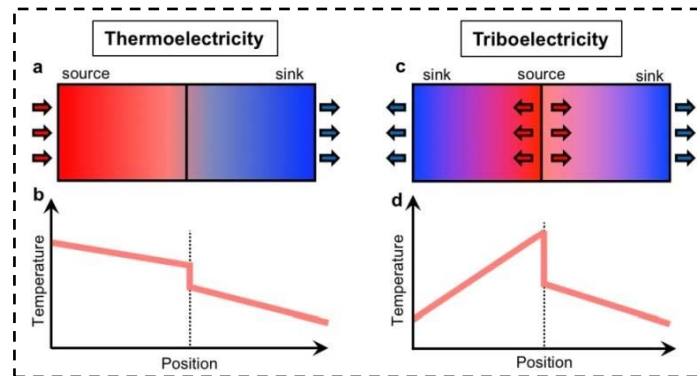 Thermoelectricity
Triboelectricity
a
source
sink
c
sink
source
sink
b
Temperature
Position
d
Temperature
Position